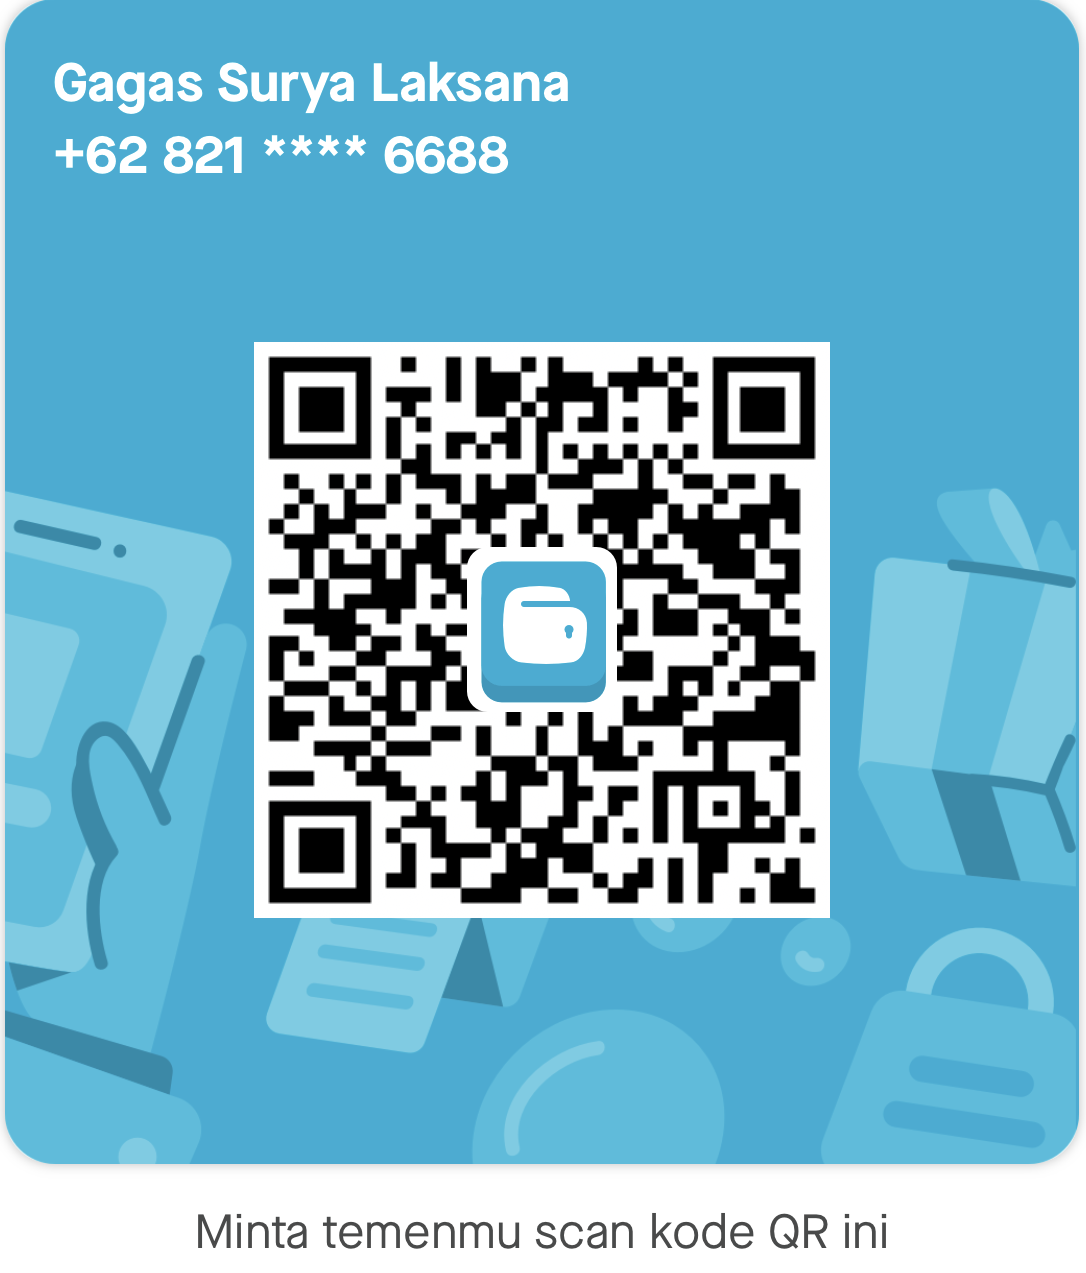 Gagas Surya Laksana
+62 821 **** 6688
Minta temenmu scan kode QR ini